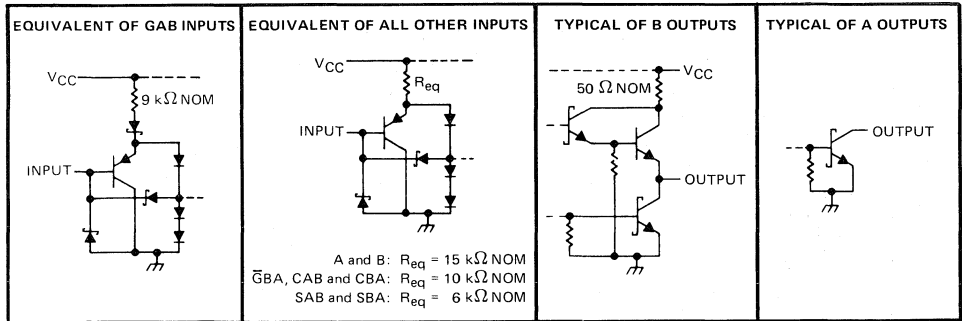 EQUIVALENT OF GAB INPUTS
VCC
9 kΩ NOM
INPUT
EQUIVALENT OF ALL OTHER INPUTS
VCC
Req
INPUT
A and B: Req = 15 kΩ NOM
G̅BA, CAB and CBA: Req = 10 kΩ NOM
SAB and SBA: Req = 6 kΩ NOM
TYPICAL OF B OUTPUTS
VCC
50 Ω NOM
OUTPUT
TYPICAL OF A OUTPUTS
OUTPUT